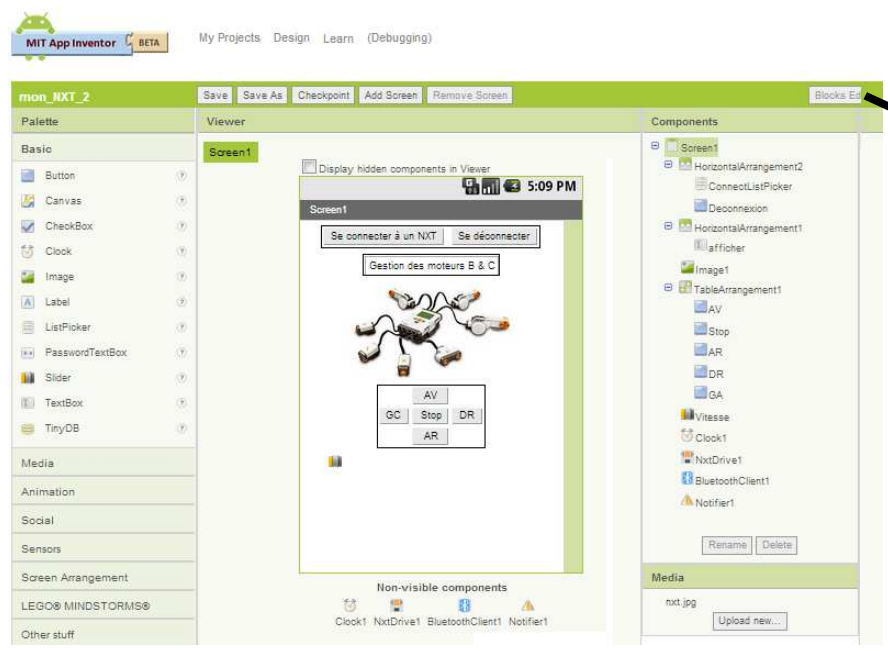 MIT App Inventor BETA
My Projects Design Learn (Debugging)
mon_NXT_2
Save Save As Checkpoint Add Screen Remove Screen
Blocks Ed
Palette
Basic
Button
Canvas
CheckBox
Clock
Image
Label
ListPicker
PasswordTextBox
Slider
TextBox
TinyDB
Media
Animation
Social
Sensors
Screen Arrangement
LEGO® MINDSTORMS®
Other stuff
Viewer
Screen1
Display hidden components in Viewer
5:09 PM
Screen1
Se connecter à un NXT Se déconnecter
Gestion des moteurs B & C
AV
GC Stop DR
AR
Non-visible components
Clock1 NxtDrive1 BluetoothClient1 Notifier1
Components
Screen1
HorizontalArrangement2
ConnectListPicker
Deconnexion
HorizontalArrangement1
afficher
Image1
TableArrangement1
AV
Stop
AR
DR
GA
Vitesse
Clock1
NxtDrive1
BluetoothClient1
Notifier1
Rename Delete
Media
nxt.jpg
Upload new...